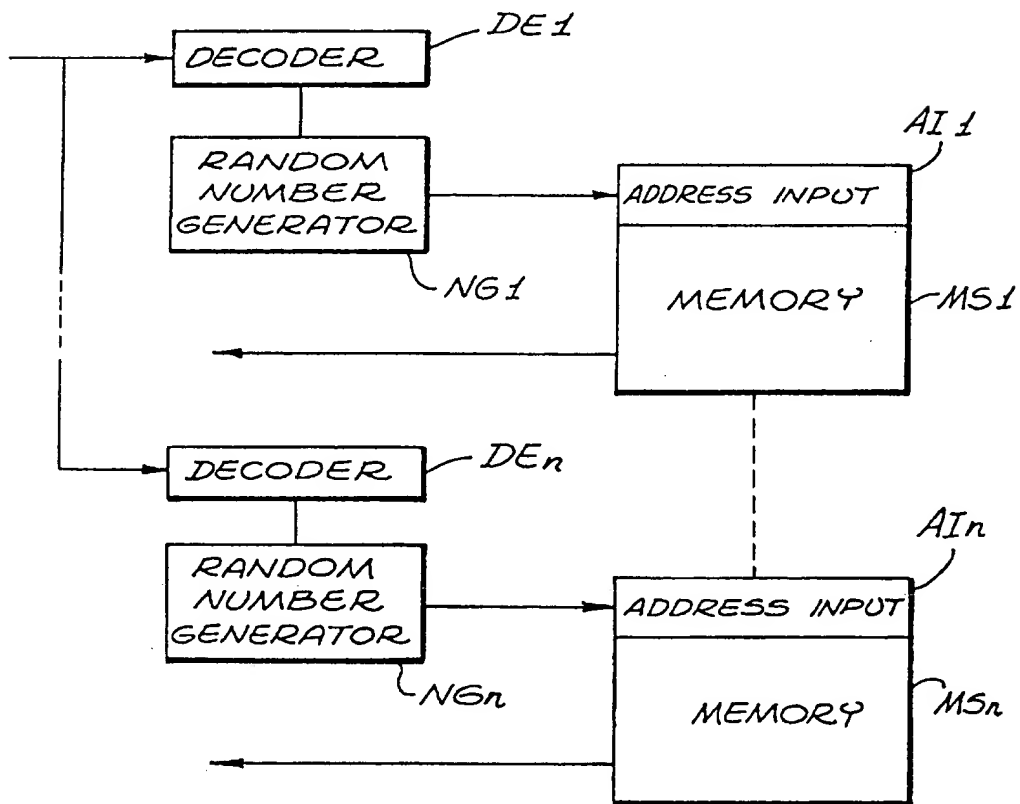 DE1
DECODER
AI1
RANDOM
NUMBER
GENERATOR
ADDRESS INPUT
NG1
MEMORY
MS1
DECODER
DEn
AIn
RANDOM
NUMBER
GENERATOR
ADDRESS INPUT
NGn
MEMORY
MSn